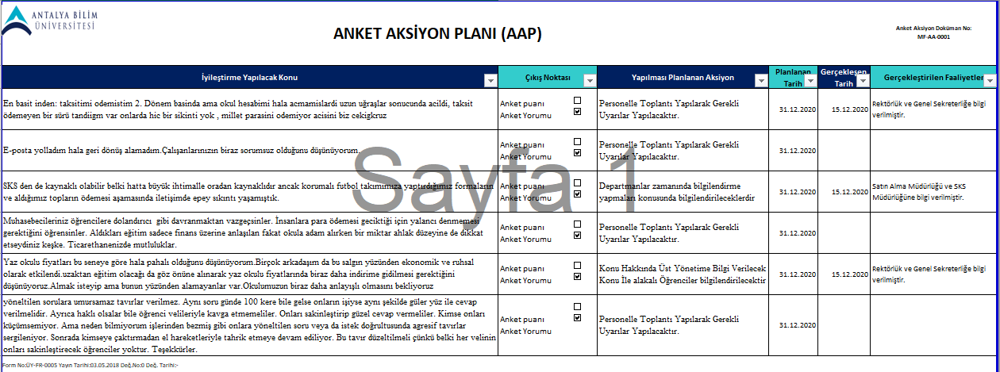 ANTALYA BİLİM
ÜNİVERSİTESİ
ANKET AKSİYON PLANI (AAP)
Anket Aksiyon Doküman No:
MF-AA-0001
İyileştirme Yapılacak Konu
Çıkış Noktası
Yapılması Planlanan Aksiyon
Planlanan
Tarih
Gerçekleşen
Tarih
Gerçekleştirilen Faaliyetler
En basit inden: taksitimi odemistim 2. Dönem basinda ama okul hesabimi hala acmamislardi uzun uğraşlar sonucunda acildi, taksit
ödemeyen bir sürü tandiigm var onlarda hic bir sikinti yok , millet parasini odemiyor acisini biz cekigkruz
Anket puanı
Anket Yorumu
Personelle Toplantı Yapılarak Gerekli
Uyarılar Yapılacaktır.
31.12.2020
15.12.2020
Rektörlük ve Genel Sekreterliğe bilgi
verilmiştir.
E-posta yolladım hala geri dönüş alamadım.Çalışanlarınızın biraz sorumsuz olduğunu düşünüyorum.
Anket puanı
Anket Yorumu
Personelle Toplantı Yapılarak Gerekli
Uyarılar Yapılacaktır.
31.12.2020
SKS den de kaynaklı olabilir belki hatta büyük ihtimalle oradan kaynaklıdır ancak korumalı futbol takımımıza yaptırdığımız formaların
ve aldığımız topların ödemesi aşamasında iletişimde epey sıkıntı yaşamıştık.
Anket puanı
Anket Yorumu
Departmanlar zamanında bilgilendirme
yapmaları konusunda bilgilendireleceklerdir
31.12.2020
15.12.2020
Satın Alma Müdürlüğü ve SKS
Müdürlüğüne bilgi verilmiştir.
Muhasebecileriniz öğrencilere dolandırıcı gibi davranmaktan vazgeçsinler. İnsanlara para ödemesi geciktiği için yalancı denmemesi
gerektiğini öğrensinler. Aldıkları eğitim sadece finans üzerine anlaşılan fakat okula adam alırken bir miktar ahlak düzeyine de dikkat
etseydiniz keşke. Ticarethanenizde mutluluklar.
Anket puanı
Anket Yorumu
Personelle Toplantı Yapılarak Gerekli
Uyarılar Yapılacaktır.
31.12.2020
Yaz okulu fiyatları bu seneye göre hala pahalı olduğunu düşünüyorum.Birçok arkadaşım da bu salgın yüzünden ekonomik ve ruhsal
olarak etkilendi.uzaktan eğitim olacağı da göz önüne alınarak yaz okulu fiyatlarında biraz daha indirime gidilmesi gerektiğini
düşünüyoruz.Almak isteyip ama bunun yüzünden alamayanlar var.Okulumuzun biraz daha anlayışlı olmasını bekliyoruz
Anket puanı
Anket Yorumu
Konu Hakkında Üst Yönetime Bilgi Verilecek
Konu İle alakalı Öğrenciler bilgilendirilecektir
31.12.2020
15.12.2020
Rektörlük ve Genel Sekreterliğe bilgi
verilmiştir.
yöneltilen sorulara umursamaz tavırlar verilmez. Aynı soru günde 100 kere bile gelse onların işiyse aynı şekilde güler yüz ile cevap
verilmelidir. Ayrıca haklı olsalar bile öğrenci velileriyle kavga etmemeliler. Onları sakinleştirip güzel cevap vermeliler. Kimse onları
küçümsemiyor. Ama neden bilmiyorum işlerinden bezmiş gibi onlara yöneltilen soru veya da istek doğrultusunda agresif tavırlar
sergileniyor. Sonrada kimseye çaktırmadan el hareketleriyle tahrik etmeye devam ediliyor. Bu tavır düzeltilmeli çünkü belki her velinin
onları sakinleştirecek öğrenciler yoktur. Teşekkürler.
Anket puanı
Anket Yorumu
Personelle Toplantı Yapılarak Gerekli
Uyarılar Yapılacaktır.
31.12.2020
Sayfa 1
Form No:ÜY-FR-0005 Yayın Tarihi:03.05.2018 Değ.No:0 Değ. Tarihi:-